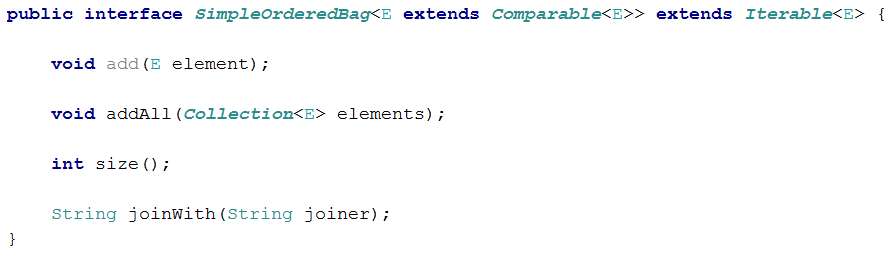 public interface SimpleOrderedBag<E extends Comparable<E>> extends Iterable<E> {
void add(E element);
void addAll(Collection<E> elements);
int size();
String joinWith(String joiner);
}